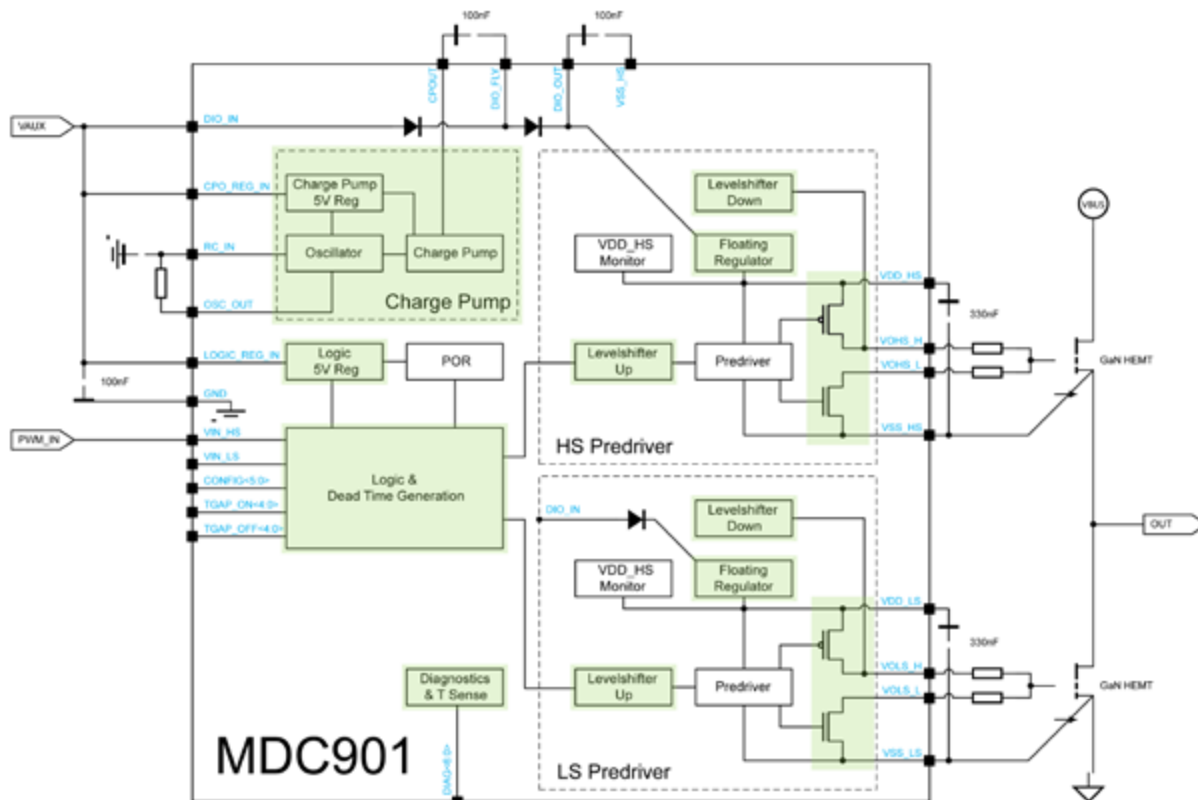 100nF
100nF
CPOUT
DIO_FLY
DIO_OUT
VSS_HS
VAUX
DIO_IN
CPO_REG_IN
Charge Pump
5V Reg
RC_IN
Oscillator
Charge Pump
OSC_OUT
Charge Pump
LOGIC_REG_IN
Logic
5V Reg
POR
100nF
GND
PWM_IN
VIN_HS
VIN_LS
CONFIG<5:0>
TGAP_ON<4:0>
TGAP_OFF<4:0>
Logic &
Dead Time Generation
Levelshifter
Down
VDD_HS
Monitor
Floating
Regulator
Levelshifter
Up
Predriver
HS Predriver
VDD_HS
330nF
VOHS_H
VOHS_L
VSS_HS
VBUS
GaN HEMT
OUT
DIO_IN
Levelshifter
Down
VDD_HS
Monitor
Floating
Regulator
Levelshifter
Up
Predriver
LS Predriver
VDD_LS
330nF
VOLS_H
VOLS_L
VSS_LS
GaN HEMT
Diagnostics
& T Sense
DIAG<6:0>
MDC901